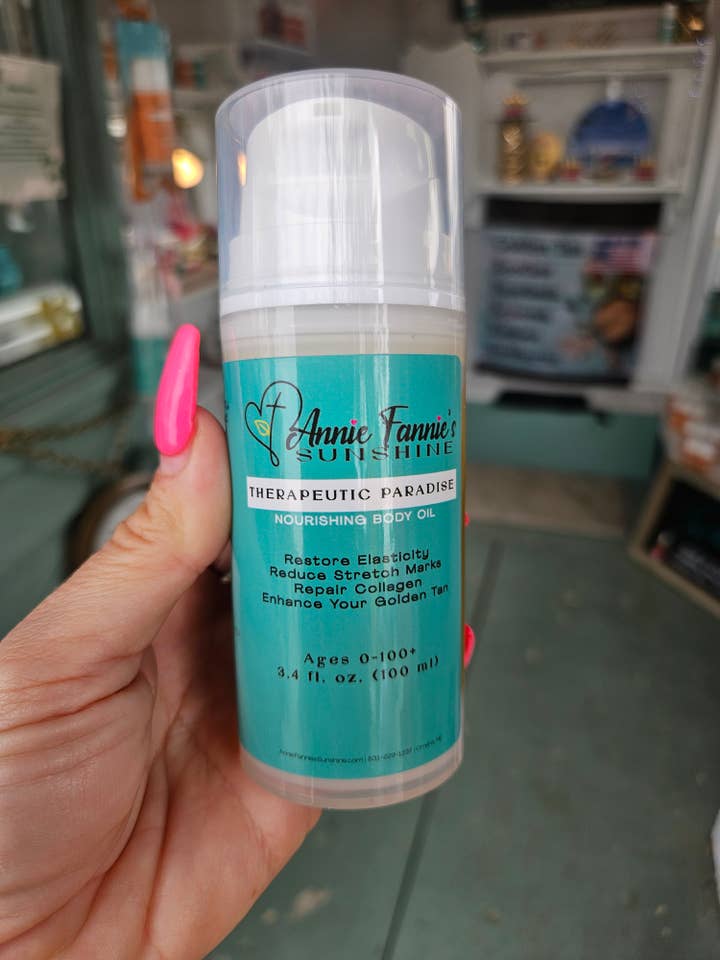 Annie Fannie's
SUNSHINE
THERAPEUTIC PARADISE
NOURISHING BODY OIL
Restore Elasticity
Reduce Stretch Marks
Repair Collagen
Enhance Your Golden Tan
Ages 0-100+
3.4 fl. oz. (100 ml)